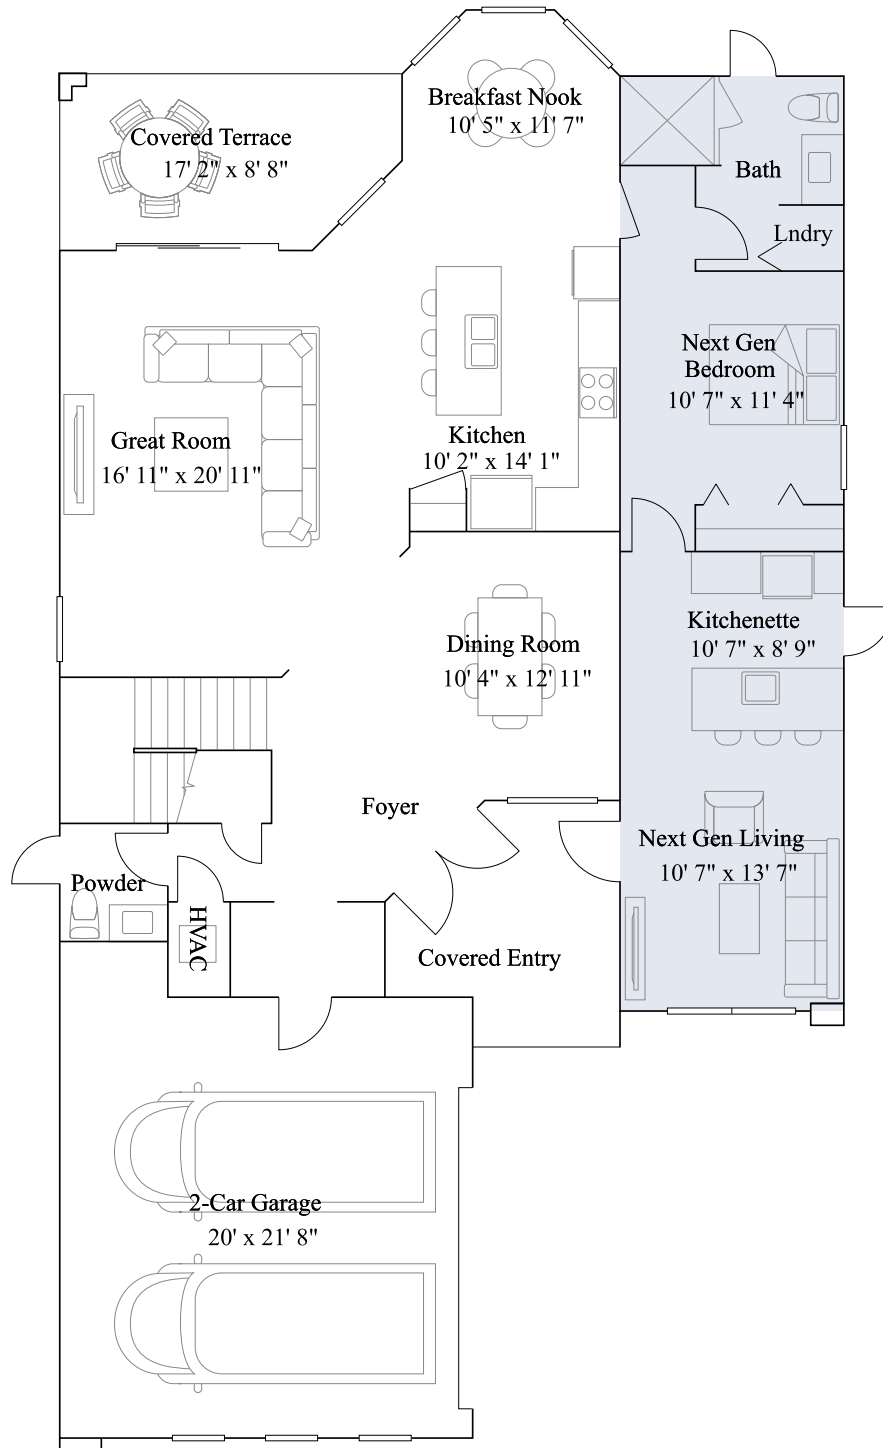 Breakfast Nook
10' 5" x 11' 7"
Covered Terrace
17' 2" x 8' 8"
Bath
Lndry
Next Gen
Bedroom
10' 7" x 11' 4"
Great Room
16' 11" x 20' 11"
Kitchen
10' 2" x 14' 1"
Kitchenette
10' 7" x 8' 9"
Dining Room
10' 4" x 12' 11"
Foyer
Next Gen Living
10' 7" x 13' 7"
Powder
HVAC
Covered Entry
2-Car Garage
20' x 21' 8"